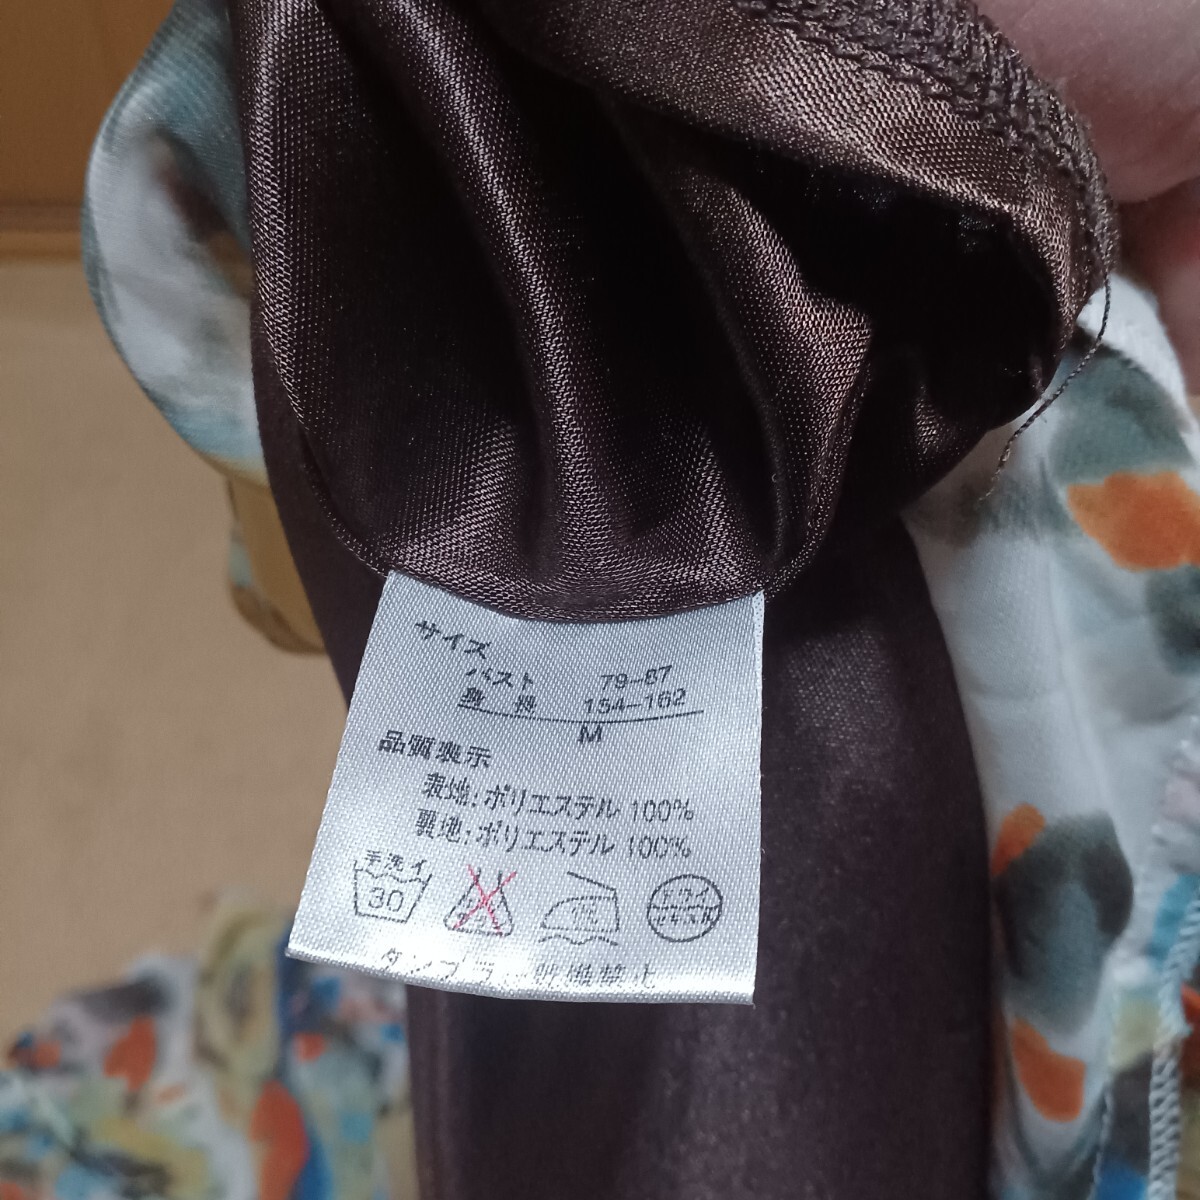 サイズ
バスト 79-87
身長 154-162
M
品質表示
表地:ポリエステル 100%
裏地:ポリエステル 100%
手洗イ
30
タンブラー乾燥禁止